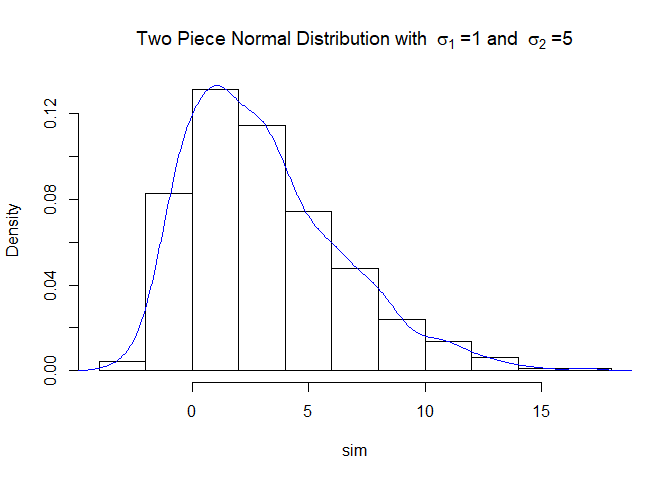 Two Piece Normal Distribution with σ1 =1 and σ2 =5
Density
0.12
0.08
0.04
0.00
0 5 10 15
sim